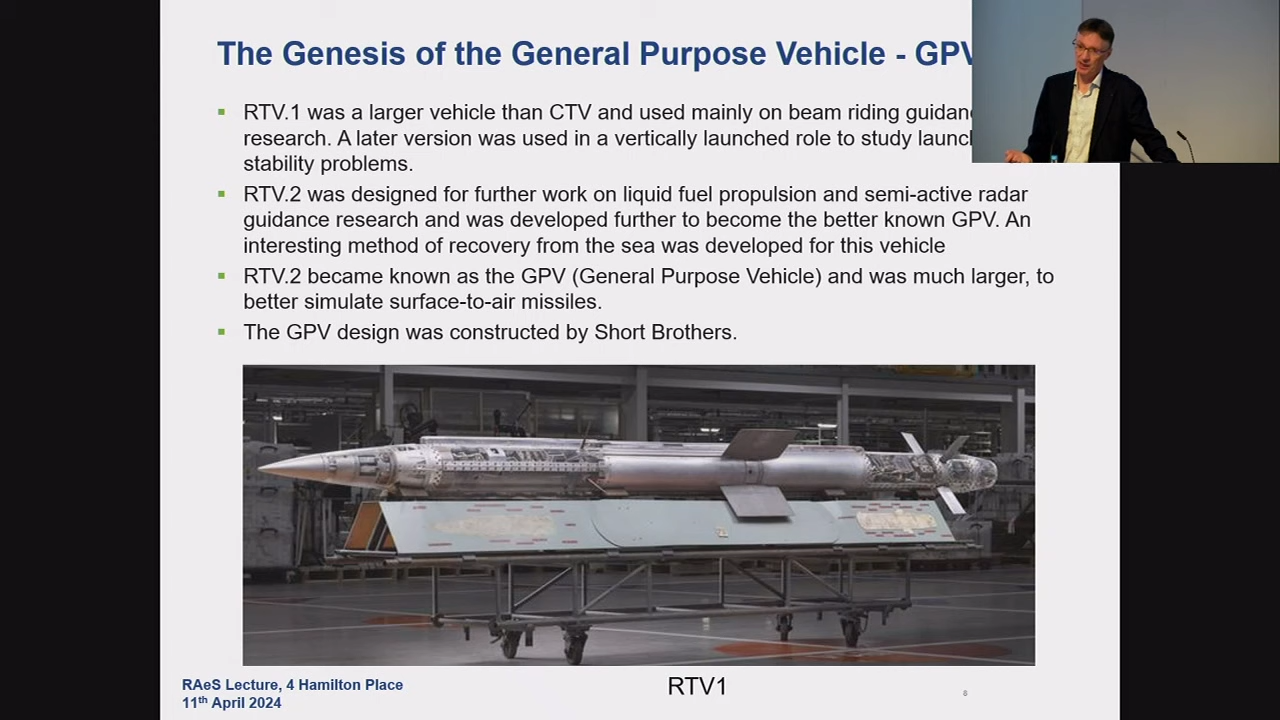 The Genesis of the General Purpose Vehicle - GPV
RTV.1 was a larger vehicle than CTV and used mainly on beam riding
research. A later version was used in a vertically launched role to study
stability problems.
RTV.2 was designed for further work on liquid fuel propulsion and semi-active radar
guidance research and was developed further to become the better known GPV. An
interesting method of recovery from the sea was developed for this vehicle
RTV.2 became known as the GPV (General Purpose Vehicle) and was much larger, to
better simulate surface-to-air missiles.
The GPV design was constructed by Short Brothers.
RTV1
RAeS Lecture, 4 Hamilton Place
11th April 2024
8